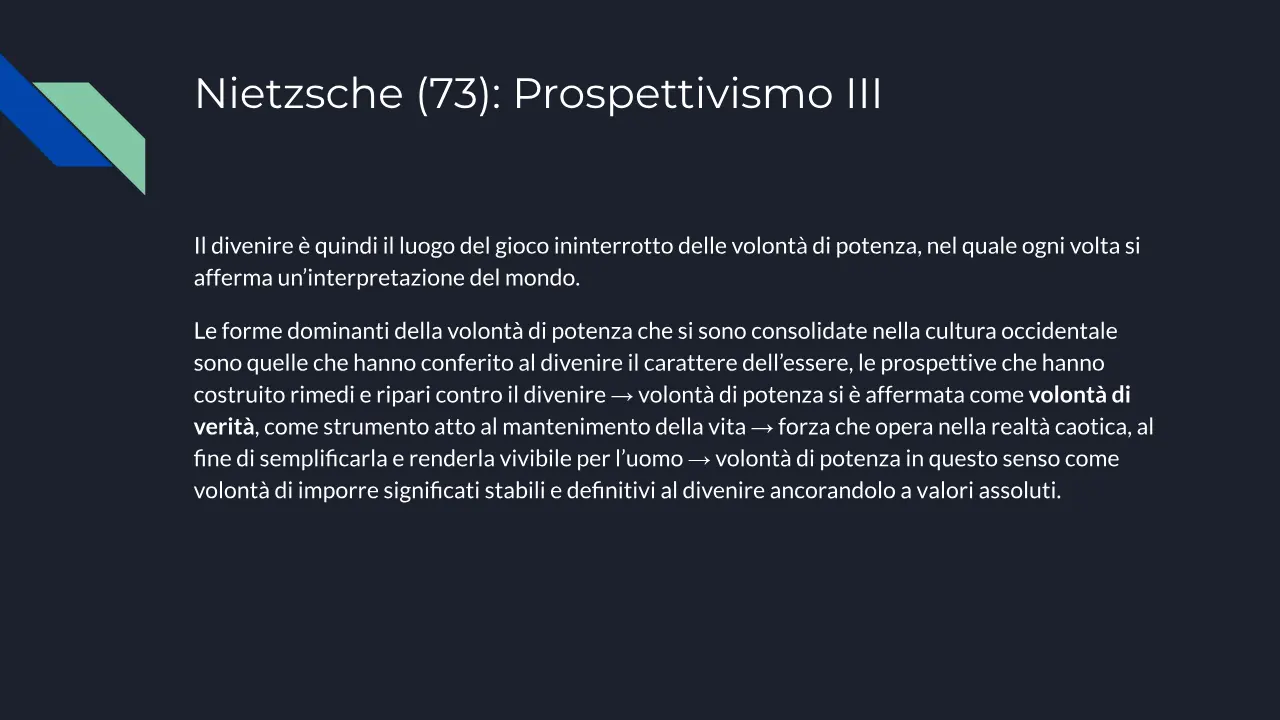 Nietzsche (73): Prospettivismo III
Il divenire è quindi il luogo del gioco ininterrotto delle volontà di potenza, nel quale ogni volta si
afferma un’interpretazione del mondo.
Le forme dominanti della volontà di potenza che si sono consolidate nella cultura occidentale
sono quelle che hanno conferito al divenire il carattere dell’essere, le prospettive che hanno
costruito rimedi e ripari contro il divenire → volontà di potenza si è affermata come volontà di
verità, come strumento atto al mantenimento della vita → forza che opera nella realtà caotica, al
fine di semplificarla e renderla vivibile per l’uomo → volontà di potenza in questo senso come
volontà di imporre significati stabili e definitivi al divenire ancorandolo a valori assoluti.